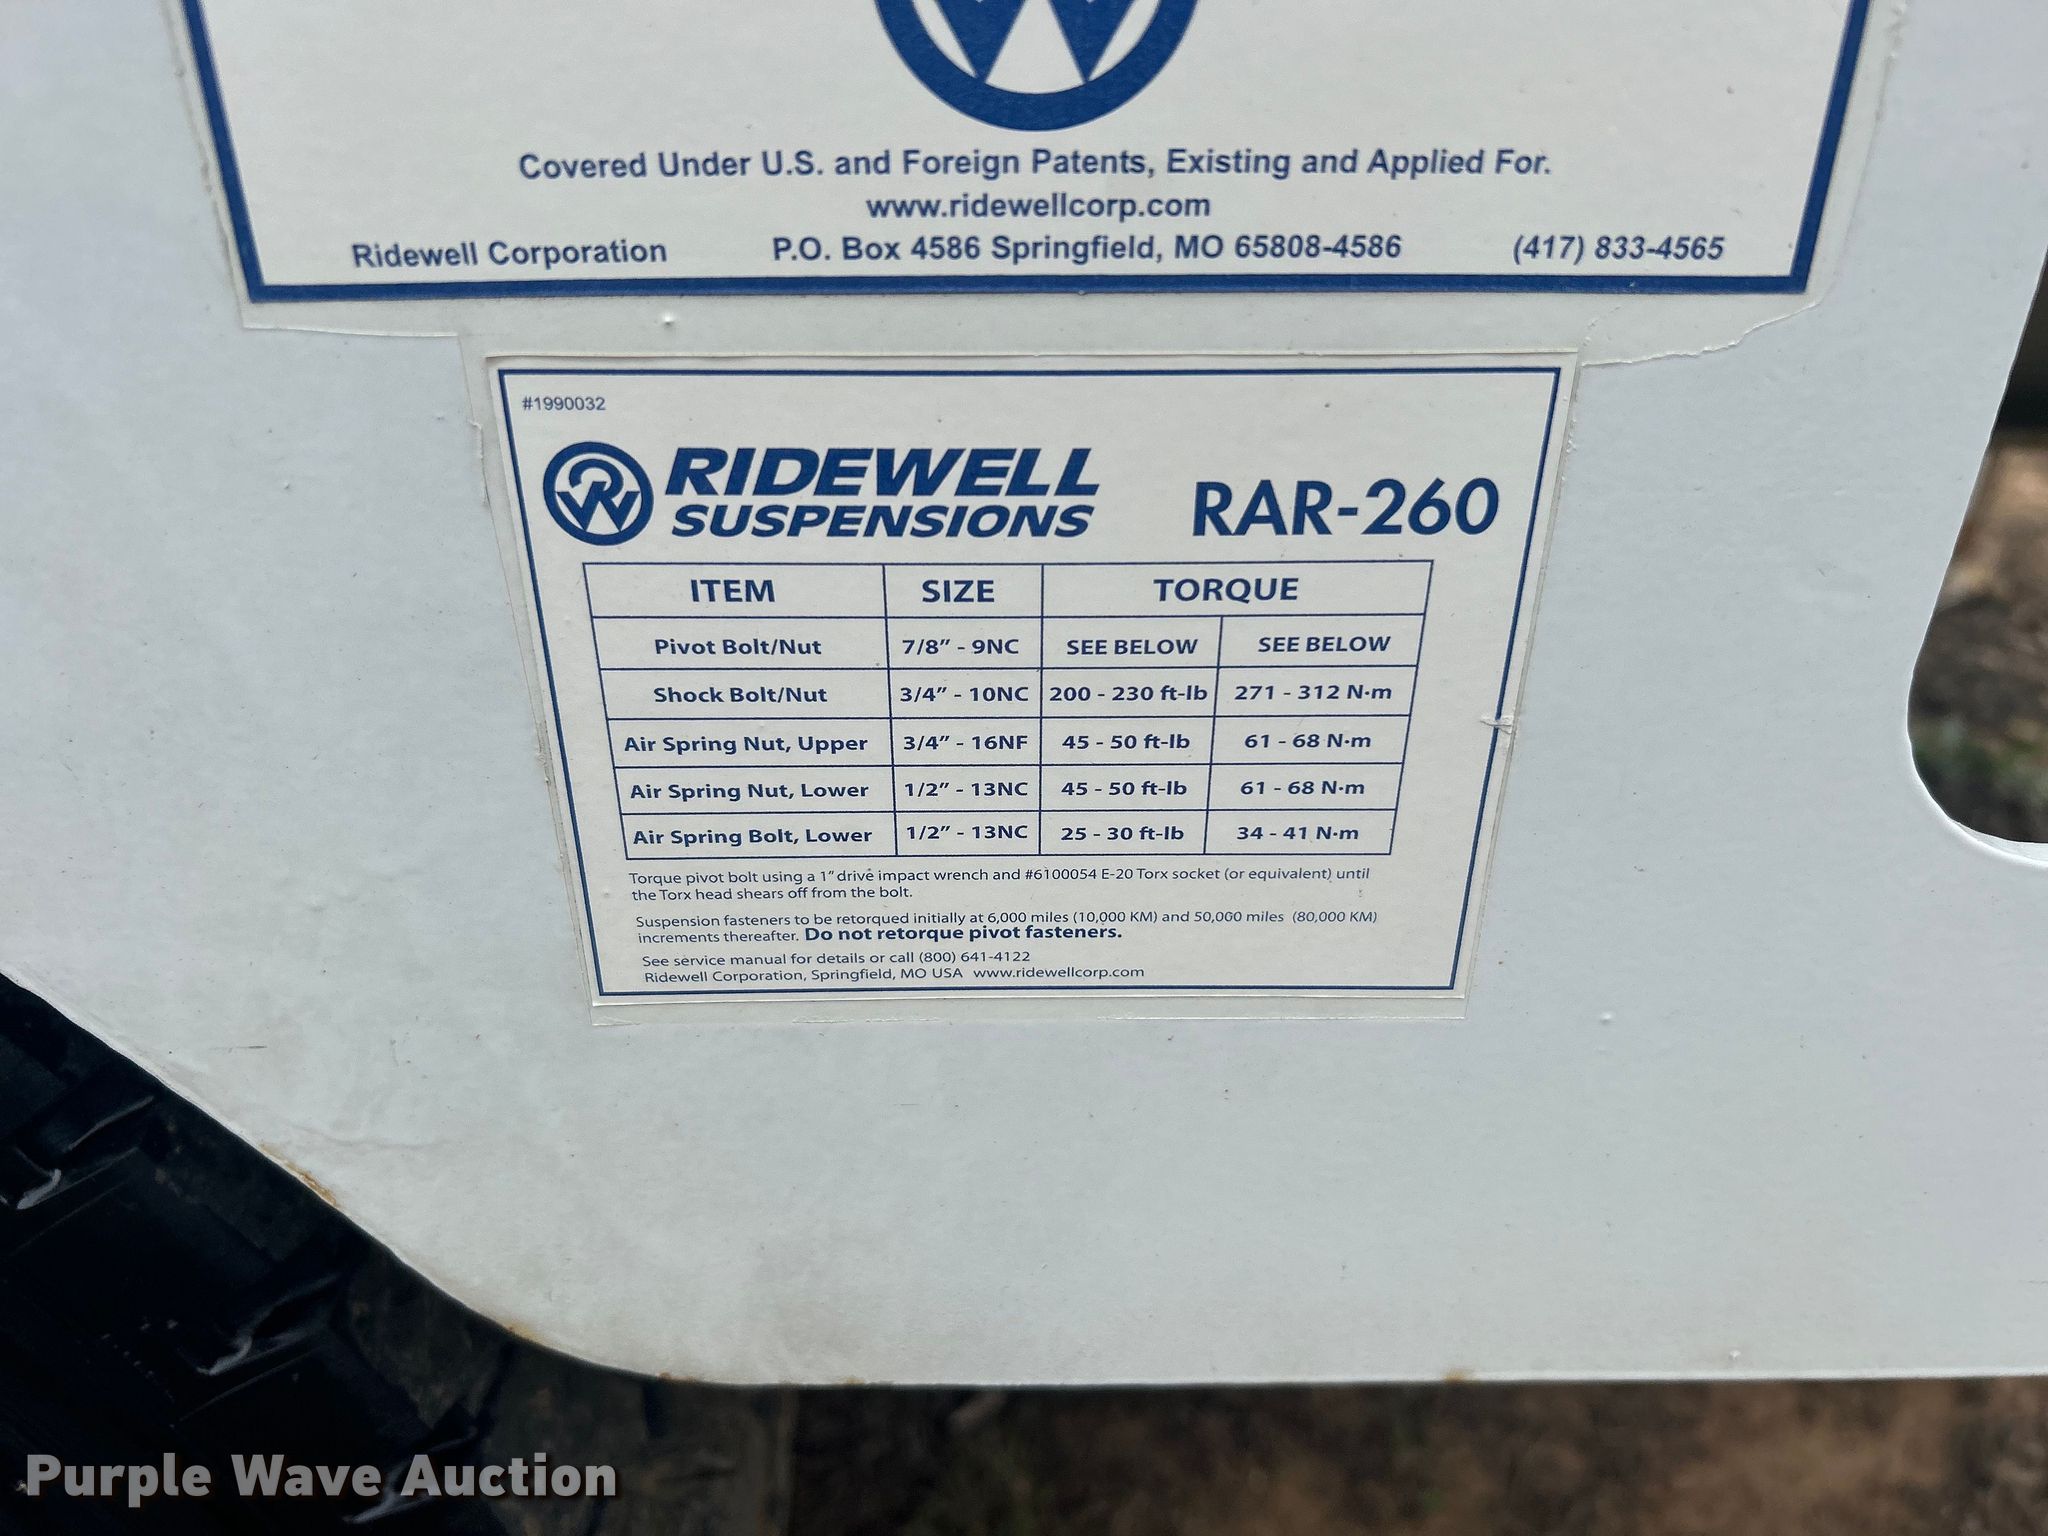 Covered Under U.S. and Foreign Patents, Existing and Applied For.
www.ridewellcorp.com
Ridewell Corporation P.O. Box 4586 Springfield, MO 65808-4586 (417) 833-4565
#1990032
RIDEWELL
SUSPENSIONS
RAR-260
ITEM SIZE TORQUE
Pivot Bolt/Nut 7/8" - 9NC SEE BELOW SEE BELOW
Shock Bolt/Nut 3/4" - 10NC 200 - 230 ft-lb 271 - 312 N·m
Air Spring Nut, Upper 3/4" - 16NF 45 - 50 ft-lb 61 - 68 N·m
Air Spring Nut, Lower 1/2" - 13NC 45 - 50 ft-lb 61 - 68 N·m
Air Spring Bolt, Lower 1/2" - 13NC 25 - 30 ft-lb 34 - 41 N·m
Torque pivot bolt using a 1" drive impact wrench and #6100054 E-20 Torx socket (or equivalent) until
the Torx head shears off from the bolt.
Suspension fasteners to be retorqued initially at 6,000 miles (10,000 KM) and 50,000 miles (80,000 KM)
increments thereafter. Do not retorque pivot fasteners.
See service manual for details or call (800) 641-4122
Ridewell Corporation, Springfield, MO USA www.ridewellcorp.com
Purple Wave Auction